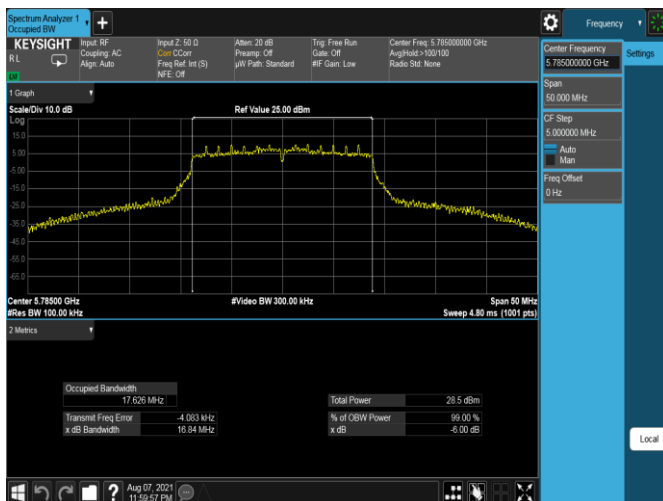 Spectrum Analyzer 1
Occupied BW
+
Frequency
KEYSIGHT
R L
LXI
Input: RF
Coupling: AC
Align: Auto
Input Z: 50 Ω
Corr CCorr
Freq Ref: Int (S)
NFE: Off
Atten: 20 dB
Preamp: Off
µW Path: Standard
Trig: Free Run
Gate: Off
#IF Gain: Low
Center Freq: 5.785000000 GHz
Avg|Hold:>100/100
Radio Std: None
Center Frequency
5.785000000 GHz
Settings
Span
50.000 MHz
CF Step
5.000000 MHz
Auto
Man
Freq Offset
0 Hz
1 Graph
Scale/Div 10.0 dB
Ref Value 25.00 dBm
Log
15.0
5.00
-5.00
-15.0
-25.0
-35.0
-45.0
-55.0
-65.0
Center 5.78500 GHz
#Video BW 300.00 kHz
Span 50 MHz
#Res BW 100.00 kHz
Sweep 4.80 ms (1001 pts)
2 Metrics
Occupied Bandwidth
17.626 MHz
Total Power 28.5 dBm
Transmit Freq Error -4.083 kHz
% of OBW Power 99.00 %
x dB Bandwidth 16.84 MHz
x dB -6.00 dB
Local
?
Aug 07, 2021
11:59:57 PM